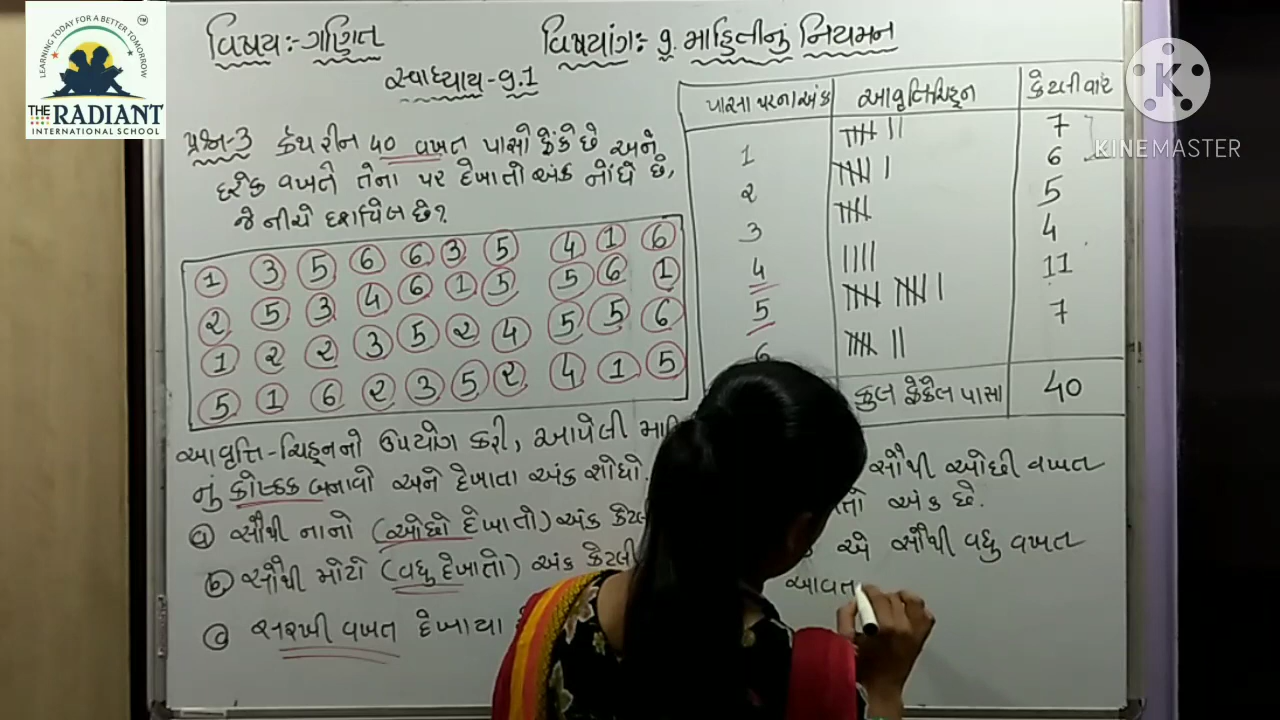 LEARNING TODAY FOR A BETTER TOMORROW
TM
THE RADIANT
INTERNATIONAL SCHOOL
વિષય:- ગણિત
વિષયાંગ: ૭. માહિતીનું નિયમન
સ્વાધ્યાય-૭.1
પ્રશ્ન-3 કેથરીન ૪૦ વખત પાસો ફેંકે છે અને
દરેક વખતે તેના પર દેખાતો અંક નોંધે છે,
જે નીચે દર્શાવેલ છે?
1 3 5 6 6 3 5 4 1 6
2 5 3 4 6 1 5 5 6 1
1 2 2 3 5 2 4 5 5 6
5 1 6 2 3 5 2 4 1 5
આવૃત્તિ-ચિહ્નનો ઉપયોગ કરી, આપેલી
નું કોષ્ટક બનાવો અને દેખાતા અંક શોધો.
a સૌથી નાનો (ઓછો દેખાતો) અંક
b સૌથી મોટો (વધુ દેખાતો) અંક કેટલી
c સરખી વખત દેખાયા
પાસા પરના અંક આવૃત્તિચિહ્ન કેટલીવાર
1 7
2 6
3 5
4 4
5 11
6 7
કુલ ફેંકેલ પાસા 40
સૌથી ઓછી વખત
અંક છે.
એ સૌથી વધુ વખત
આવત
K
KINEMASTER